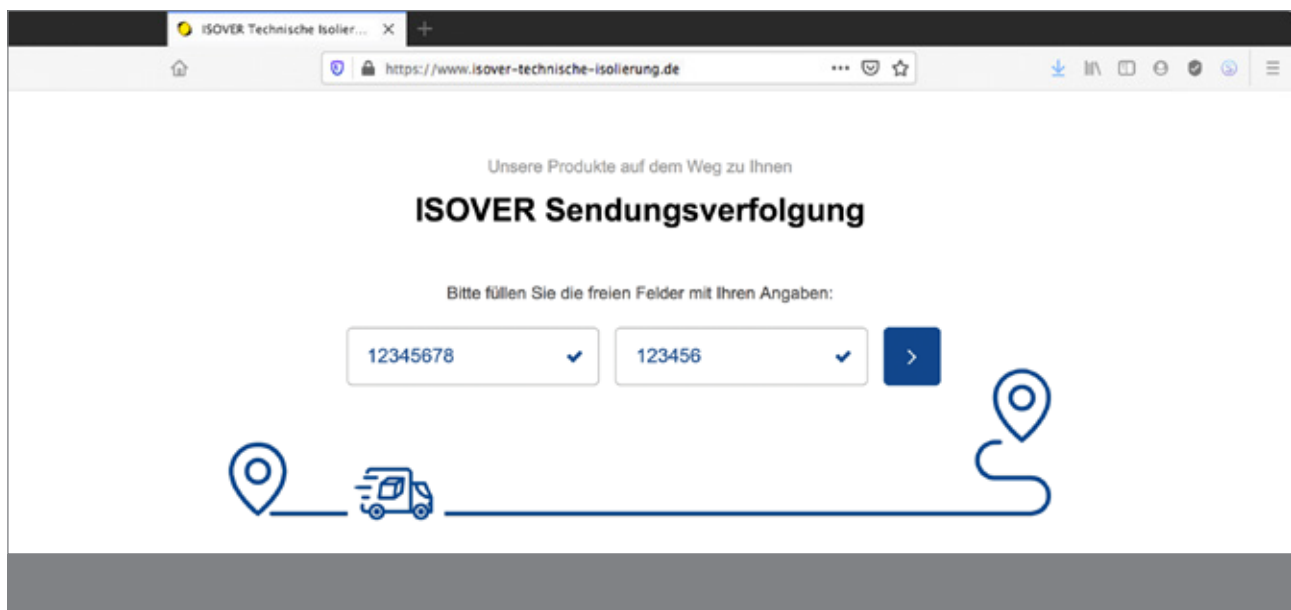 ISOVER Technische Isolier...
https://www.isover-technische-isolierung.de
Unsere Produkte auf dem Weg zu Ihnen
ISOVER Sendungsverfolgung
Bitte füllen Sie die freien Felder mit Ihren Angaben:
12345678
123456